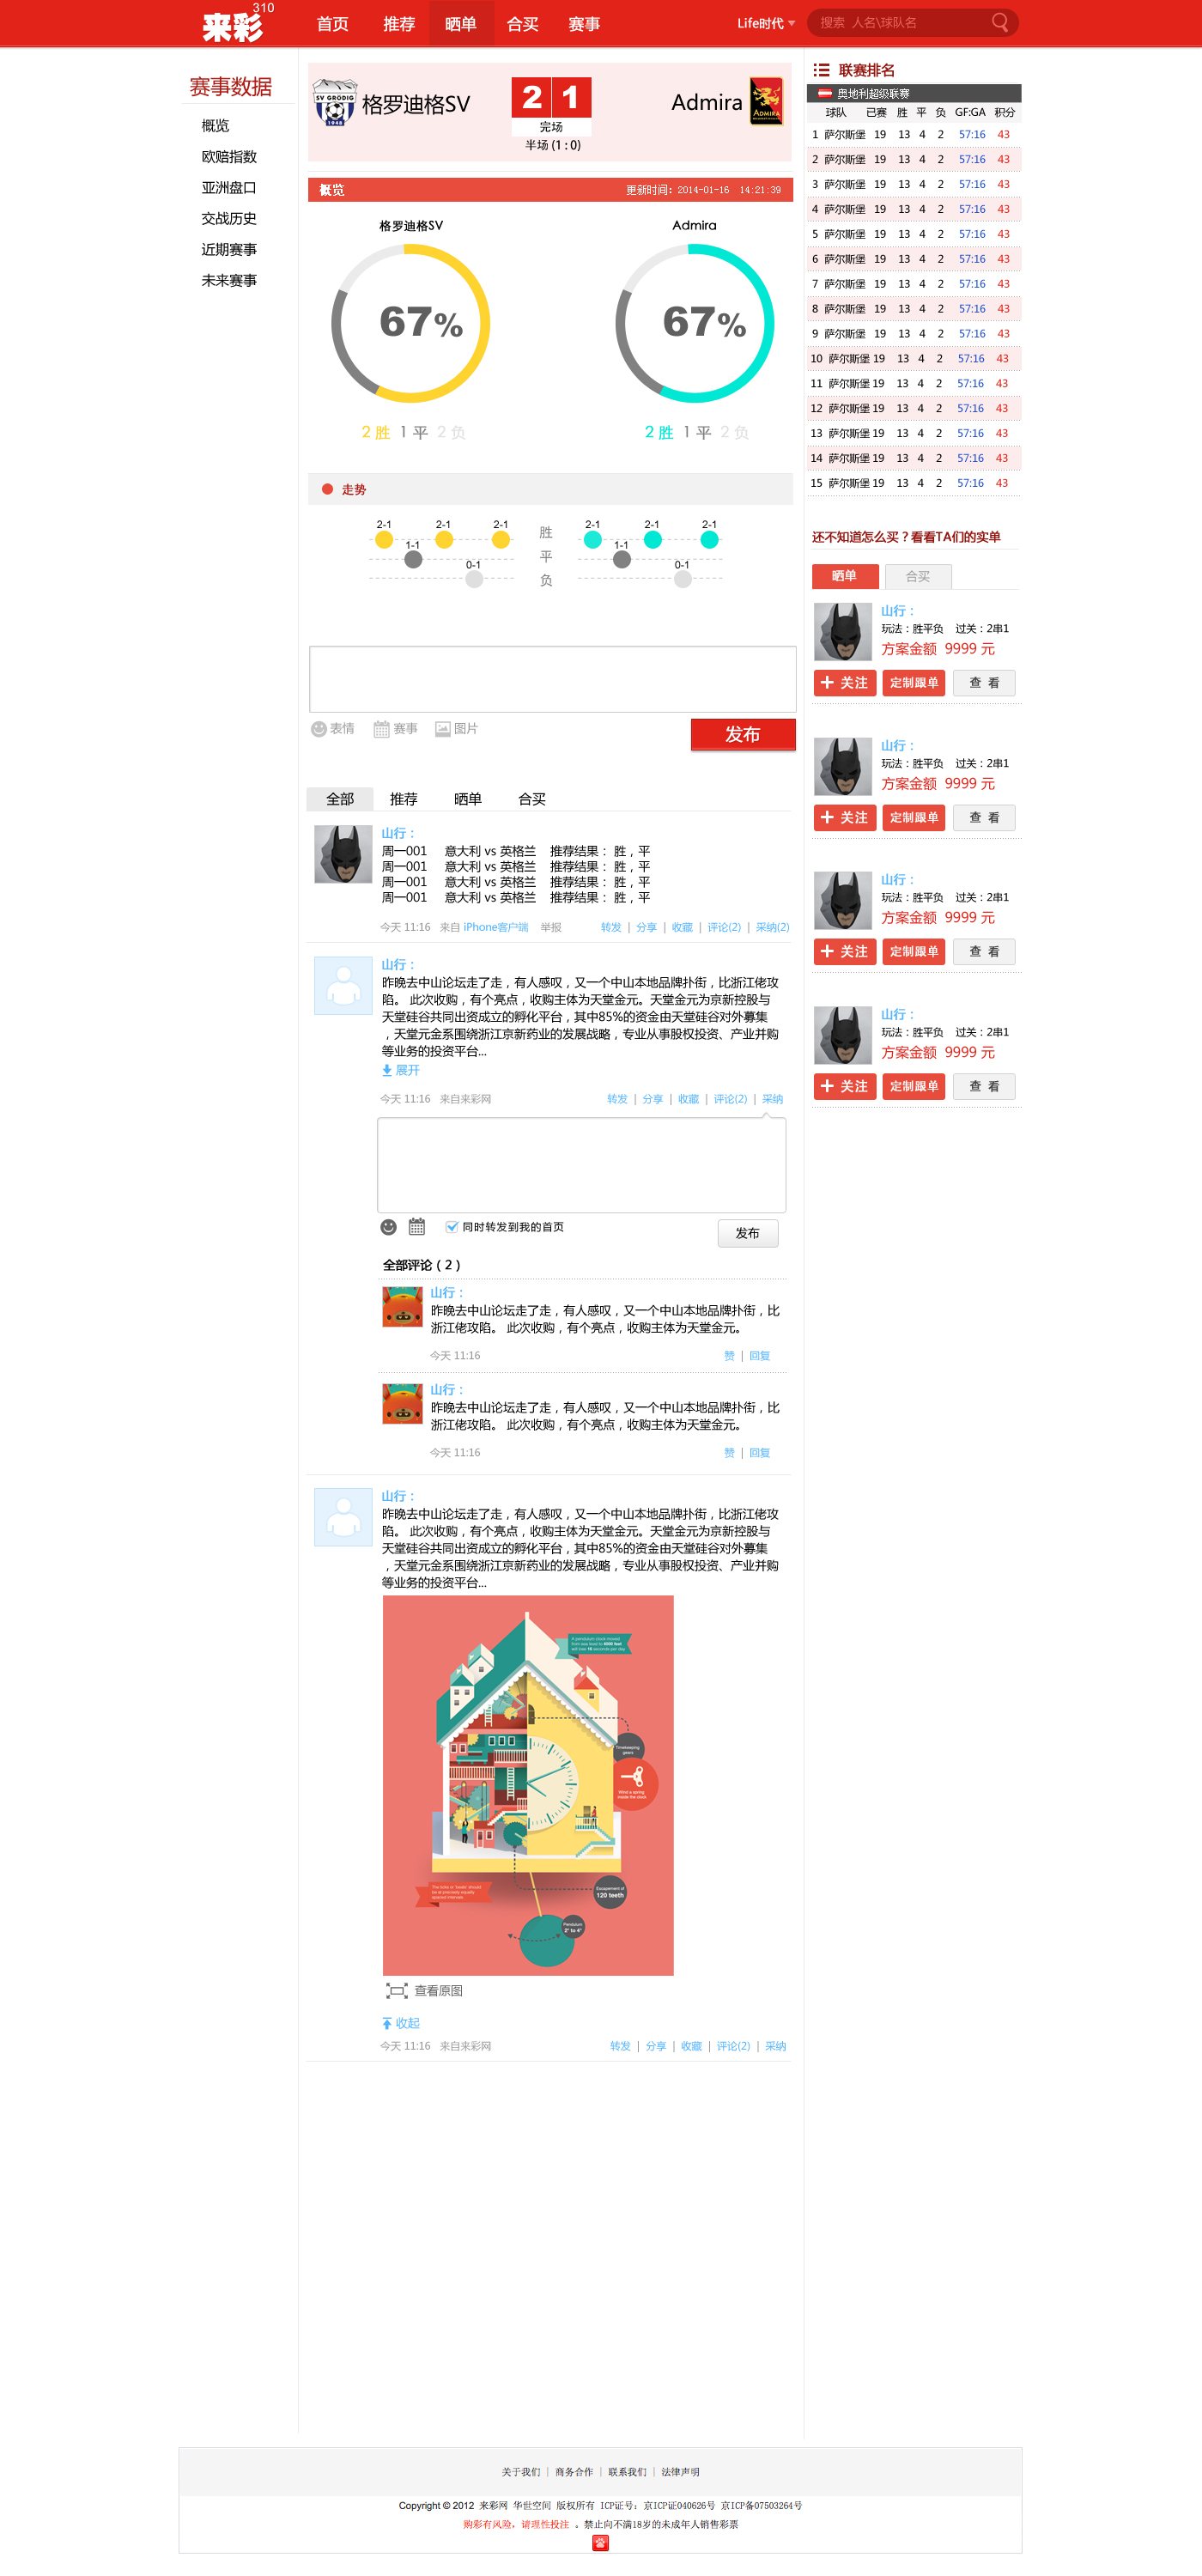 来彩 310
首页 推荐 晒单 合买 赛事
Life时代
搜索 人名\球队名
赛事数据
概览
欧赔指数
亚洲盘口
交战历史
近期赛事
未来赛事
SV GRÖDIG
1948
格罗迪格SV
2 1
完场
半场 (1 : 0)
Admira
ADMIRA
概览
更新时间：2014-01-16 14:21:39
格罗迪格SV
67%
2 胜 1 平 2 负
Admira
67%
2 胜 1 平 2 负
走势
2-1 2-1 2-1
1-1
0-1
胜
平
负
2-1 2-1 2-1
1-1
0-1
表情 赛事 图片
发布
全部 推荐 晒单 合买
山行：
周一001 意大利 vs 英格兰 推荐结果： 胜，平
周一001 意大利 vs 英格兰 推荐结果： 胜，平
周一001 意大利 vs 英格兰 推荐结果： 胜，平
周一001 意大利 vs 英格兰 推荐结果： 胜，平
今天 11:16 来自 iPhone客户端 举报
转发 | 分享 | 收藏 | 评论(2) | 采纳(2)
山行：
昨晚去中山论坛走了走，有人感叹，又一个中山本地品牌扑街，比浙江佬攻
陷。 此次收购，有个亮点，收购主体为天堂金元。天堂金元为京新控股与
天堂硅谷共同出资成立的孵化平台，其中85%的资金由天堂硅谷对外募集
，天堂元金系围绕浙江京新药业的发展战略，专业从事股权投资、产业并购
等业务的投资平台...
展开
今天 11:16 来自来彩网
转发 | 分享 | 收藏 | 评论(2) | 采纳
同时转发到我的首页
发布
全部评论（2）
山行：
昨晚去中山论坛走了走，有人感叹，又一个中山本地品牌扑街，比
浙江佬攻陷。 此次收购，有个亮点，收购主体为天堂金元。
今天 11:16
赞 | 回复
山行：
昨晚去中山论坛走了走，有人感叹，又一个中山本地品牌扑街，比
浙江佬攻陷。 此次收购，有个亮点，收购主体为天堂金元。
今天 11:16
赞 | 回复
山行：
昨晚去中山论坛走了走，有人感叹，又一个中山本地品牌扑街，比浙江佬攻
陷。 此次收购，有个亮点，收购主体为天堂金元。天堂金元为京新控股与
天堂硅谷共同出资成立的孵化平台，其中85%的资金由天堂硅谷对外募集
，天堂元金系围绕浙江京新药业的发展战略，专业从事股权投资、产业并购
等业务的投资平台...
A pendulum clock moved
from sea level to 4000 feet
will lose 16 seconds per day
Timekeeping
gears
Wind a spring
inside the clock
The ticks or 'beats' should
be at precisely equally
spaced intervals
Escapement of
120 teeth
Pendulum
2° to 4°
查看原图
收起
今天 11:16 来自来彩网
转发 | 分享 | 收藏 | 评论(2) | 采纳
联赛排名
奥地利超级联赛
球队 已赛 胜 平 负 GF:GA 积分
1 萨尔斯堡 19 13 4 2 57:16 43
2 萨尔斯堡 19 13 4 2 57:16 43
3 萨尔斯堡 19 13 4 2 57:16 43
4 萨尔斯堡 19 13 4 2 57:16 43
5 萨尔斯堡 19 13 4 2 57:16 43
6 萨尔斯堡 19 13 4 2 57:16 43
7 萨尔斯堡 19 13 4 2 57:16 43
8 萨尔斯堡 19 13 4 2 57:16 43
9 萨尔斯堡 19 13 4 2 57:16 43
10 萨尔斯堡 19 13 4 2 57:16 43
11 萨尔斯堡 19 13 4 2 57:16 43
12 萨尔斯堡 19 13 4 2 57:16 43
13 萨尔斯堡 19 13 4 2 57:16 43
14 萨尔斯堡 19 13 4 2 57:16 43
15 萨尔斯堡 19 13 4 2 57:16 43
还不知道怎么买？看看TA们的实单
晒单 合买
山行：
玩法：胜平负 过关：2串1
方案金额 9999 元
+ 关注 定制跟单 查 看
山行：
玩法：胜平负 过关：2串1
方案金额 9999 元
+ 关注 定制跟单 查 看
山行：
玩法：胜平负 过关：2串1
方案金额 9999 元
+ 关注 定制跟单 查 看
山行：
玩法：胜平负 过关：2串1
方案金额 9999 元
+ 关注 定制跟单 查 看
关于我们 | 商务合作 | 联系我们 | 法律声明
Copyright © 2012 来彩网 华世空间 版权所有 ICP证号：京ICP证040626号 京ICP备07503264号
购彩有风险，请理性投注 。禁止向不满18岁的未成年人销售彩票